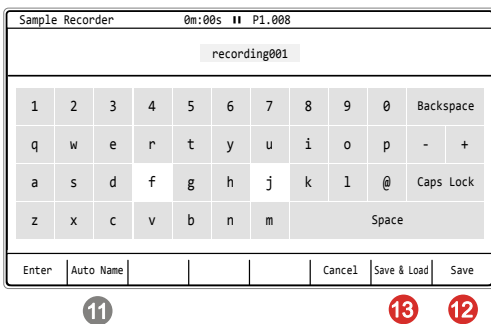 Sample Recorder 0m:00s P1.008
recording001
1 2 3 4 5 6 7 8 9 0 Backspace
q w e r t y u i o p - +
a s d f g h j k l @ Caps Lock
z x c v b n m Space
Enter Auto Name Cancel Save & Load Save
11 13 12